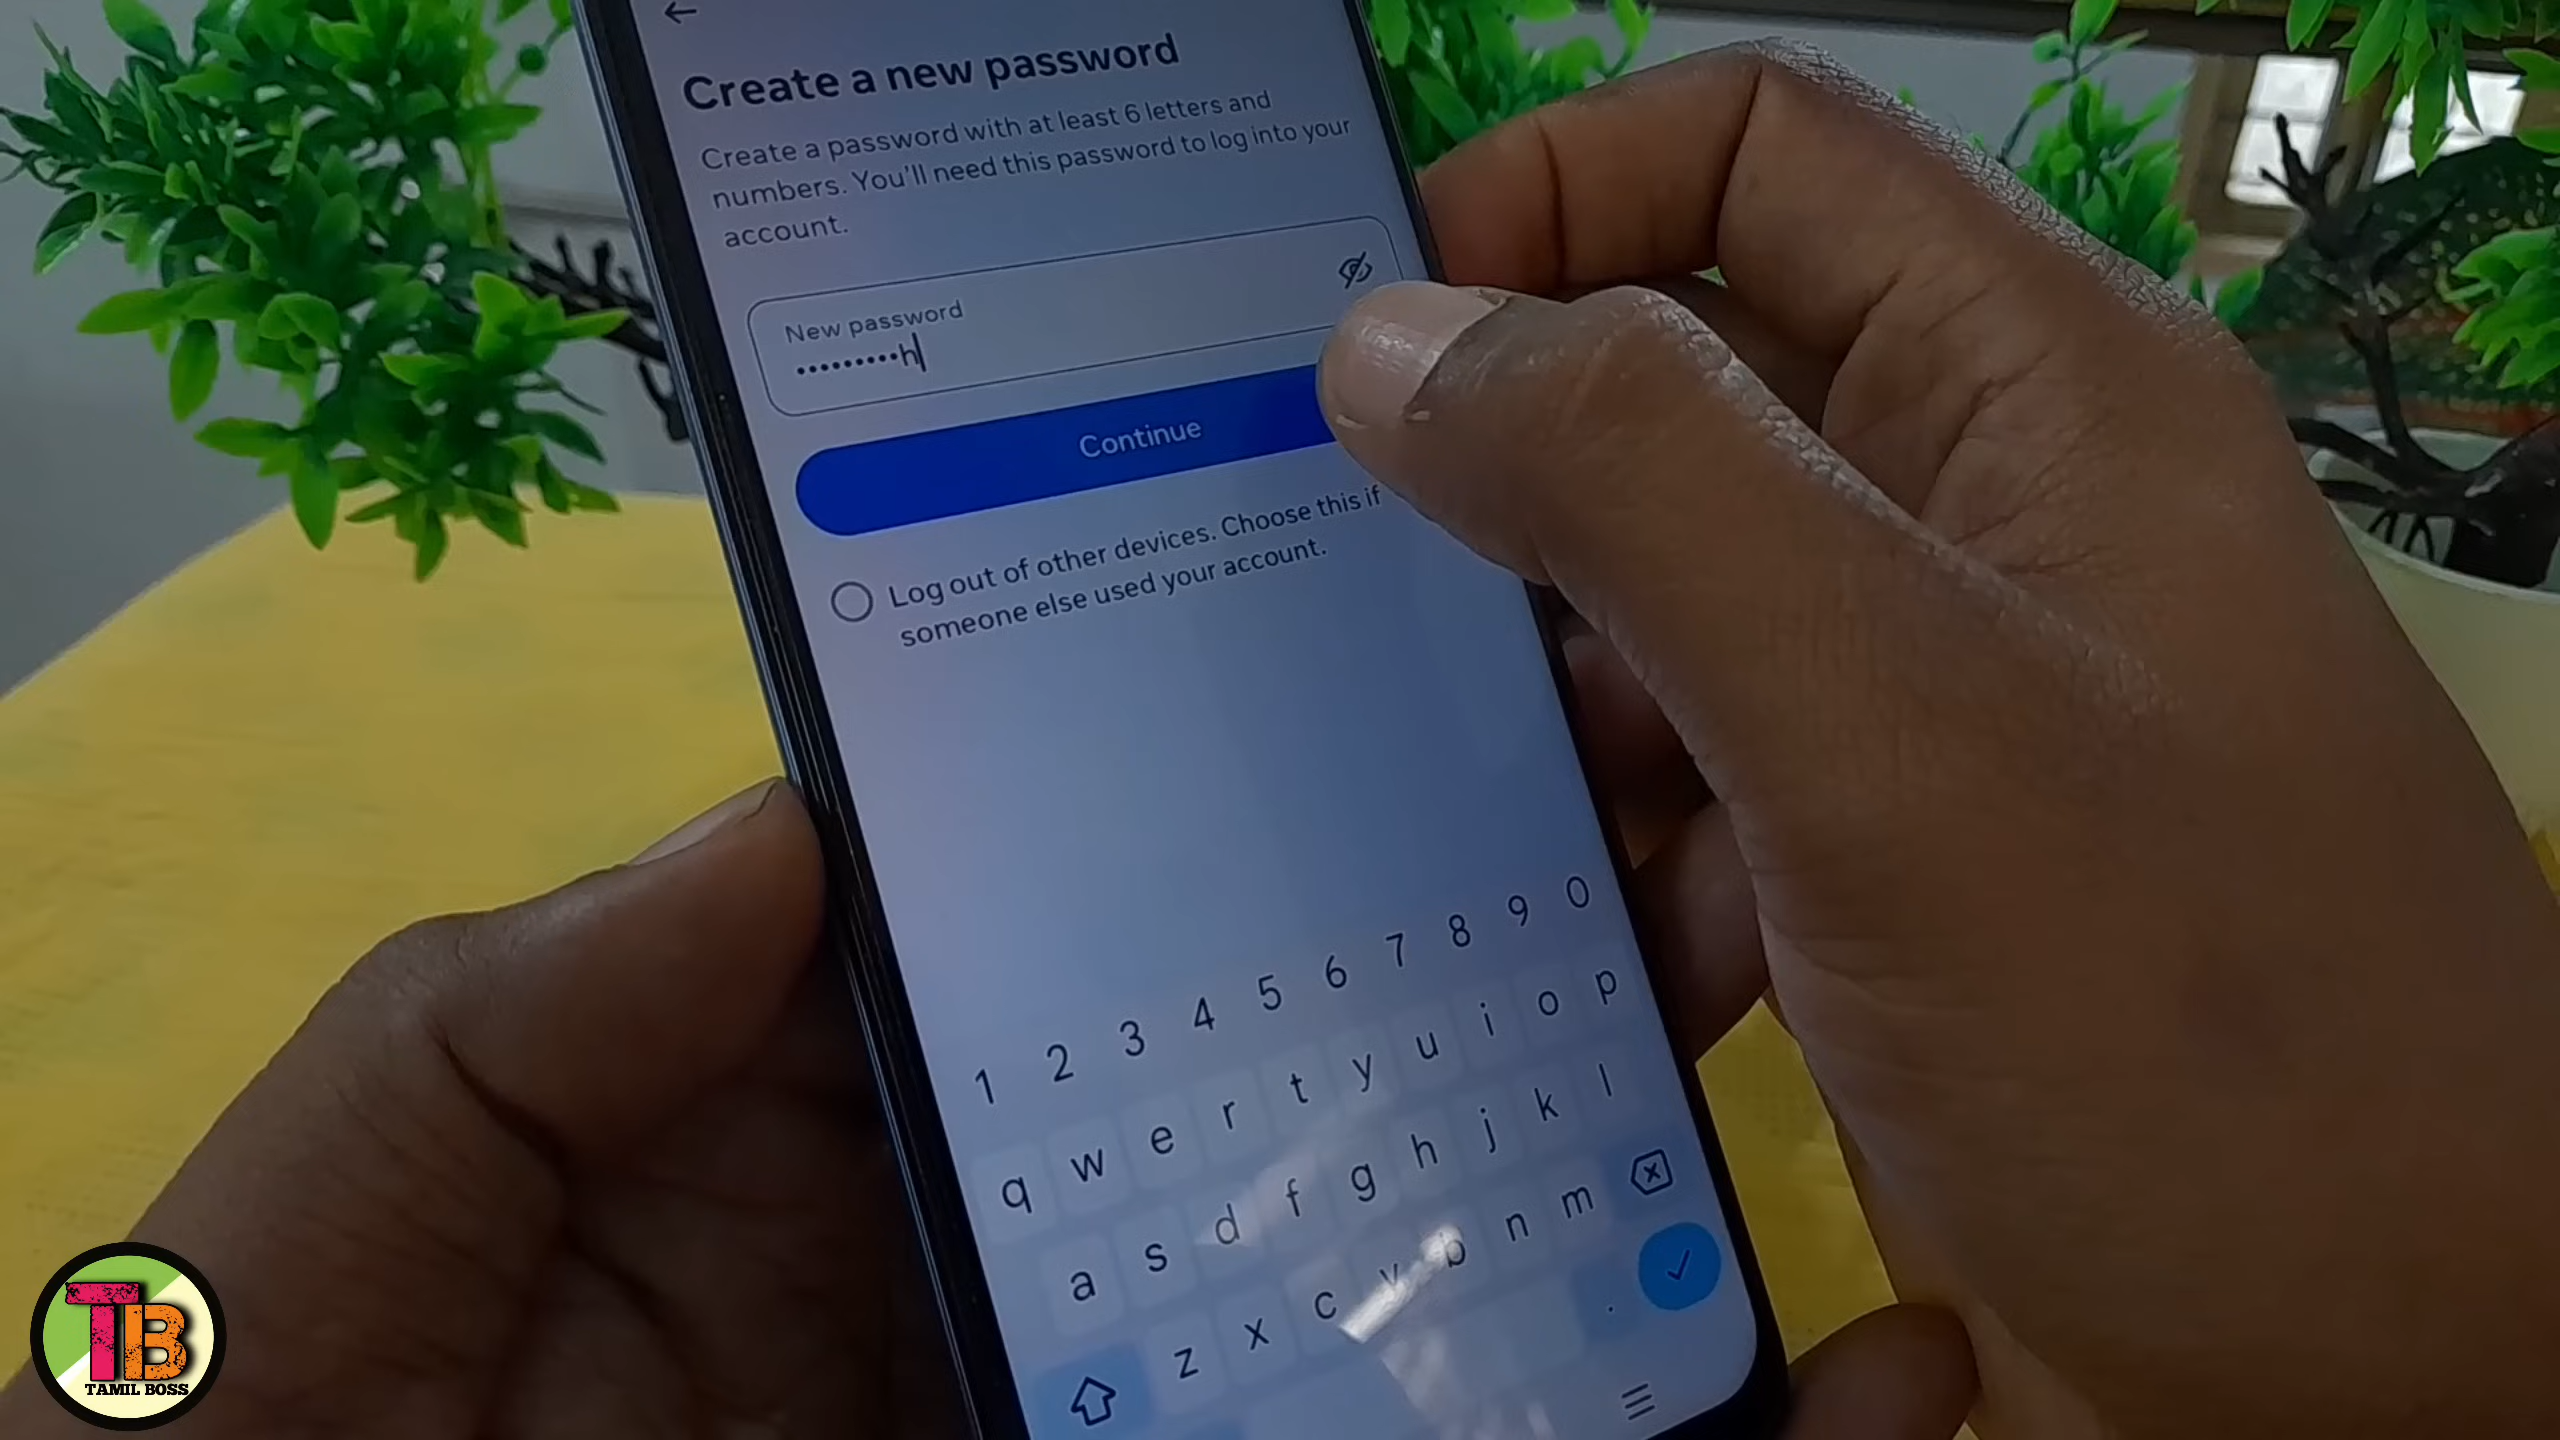 Create a new password
Create a password with at least 6 letters and
numbers. You'll need this password to log into your
account.
New password
•••••••••h
Continue
Log out of other devices. Choose this if
someone else used your account.
1 2 3 4 5 6 7 8 9 0
q w e r t y u i o p
a s d f g h j k l
z x c v b n m
.
TB
TAMIL BOSS